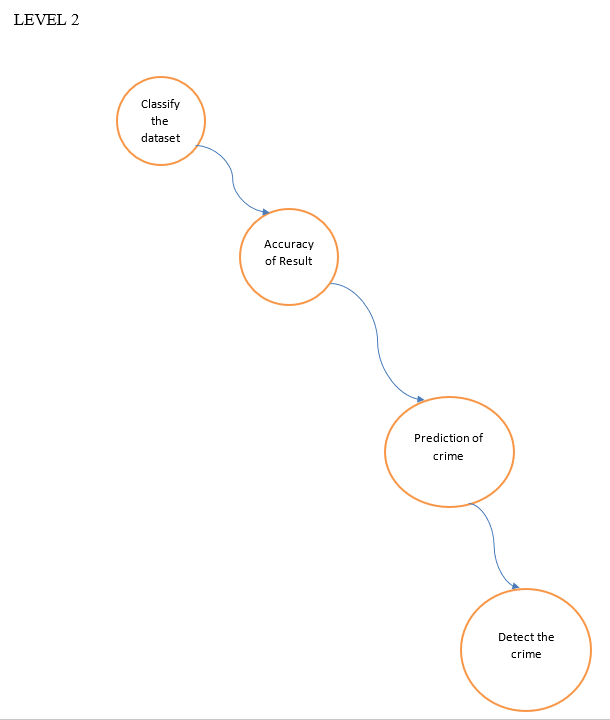 LEVEL 2
Classify
the
dataset
Accuracy
of Result
Prediction of
crime
Detect the
crime